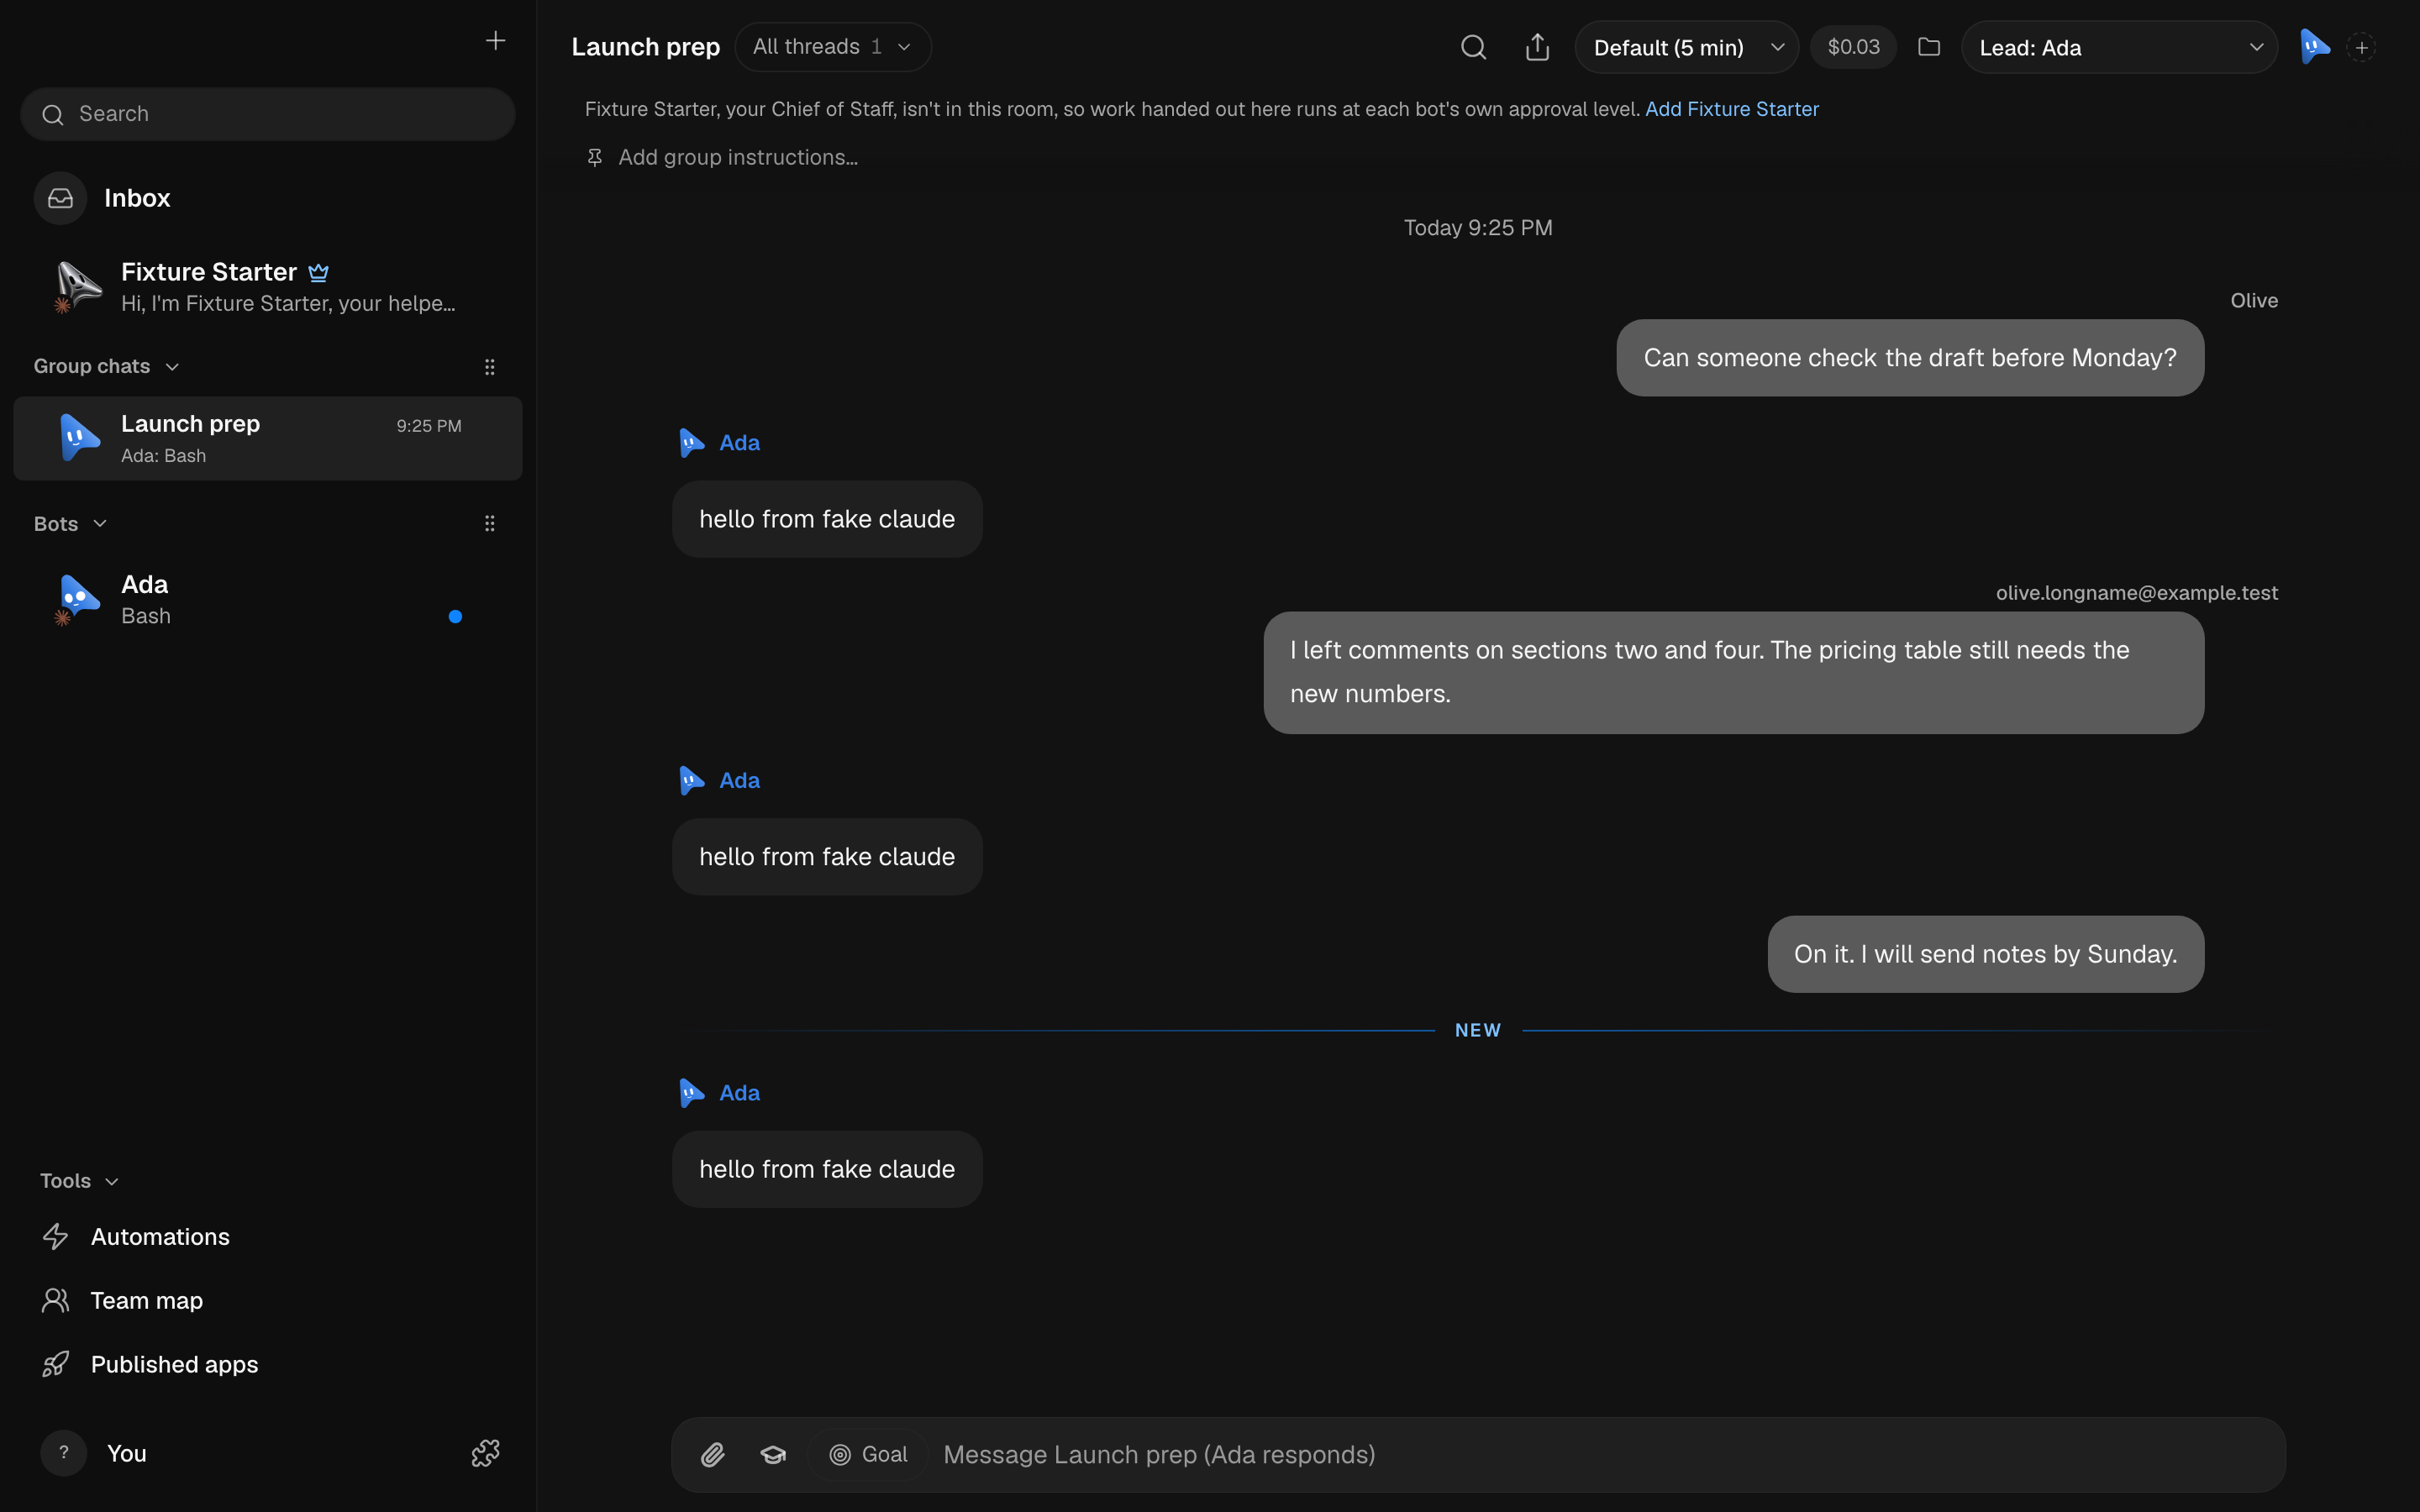 Search
Inbox
Fixture Starter
Hi, I'm Fixture Starter, your helpe...
Group chats
Launch prep
9:25 PM
Ada: Bash
Bots
Ada
Bash
Tools
Automations
Team map
Published apps
?
You
Launch prep
All threads 1
Default (5 min)
$0.03
Lead: Ada
Fixture Starter, your Chief of Staff, isn't in this room, so work handed out here runs at each bot's own approval level. Add Fixture Starter
Add group instructions...
Today 9:25 PM
Olive
Can someone check the draft before Monday?
Ada
hello from fake claude
olive.longname@example.test
I left comments on sections two and four. The pricing table still needs the
new numbers.
Ada
hello from fake claude
On it. I will send notes by Sunday.
NEW
Ada
hello from fake claude
Goal
Message Launch prep (Ada responds)